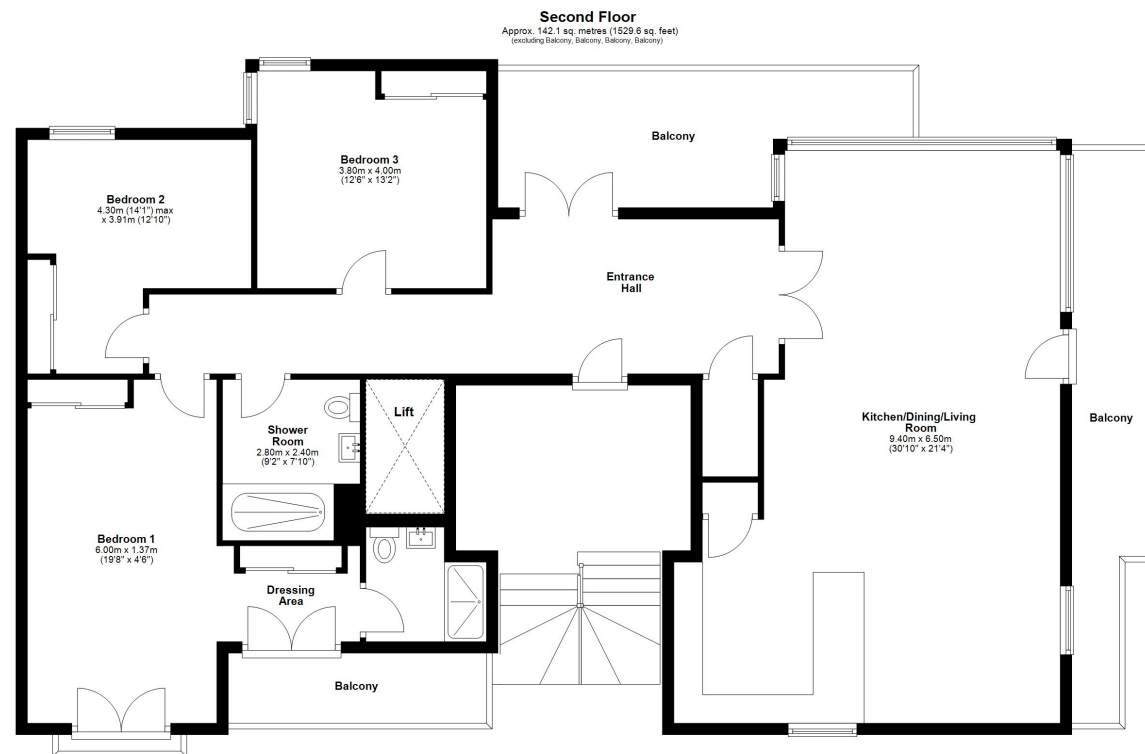 Second Floor
Approx. 142.1 sq. metres (1529.6 sq. feet)
(excluding Balcony, Balcony, Balcony, Balcony)
Balcony
Bedroom 3
3.80m x 4.00m
(12'6" x 13'2")
Bedroom 2
4.30m (14'1") max
x 3.91m (12'10")
Entrance
Hall
Lift
Kitchen/Dining/Living
Room
9.40m x 6.50m
(30'10" x 21'4")
Balcony
Shower
Room
2.80m x 2.40m
(9'2" x 7'10")
Bedroom 1
6.00m x 1.37m
(19'8" x 4'6")
Dressing
Area
Balcony